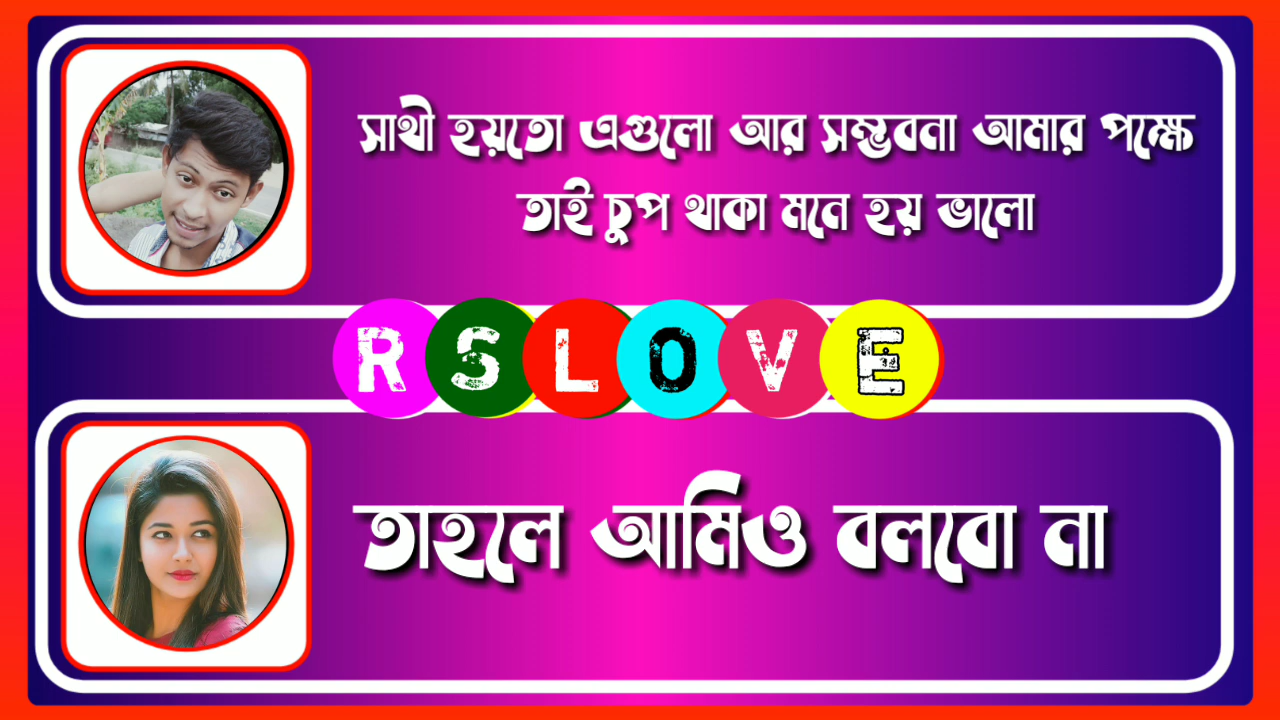 সাথী হয়তো এগুলো আর সম্ভবনা আমার পক্ষে
তাই চুপ থাকা মনে হয় ভালো
RSLOVE
তাহলে আমিও বলবো না